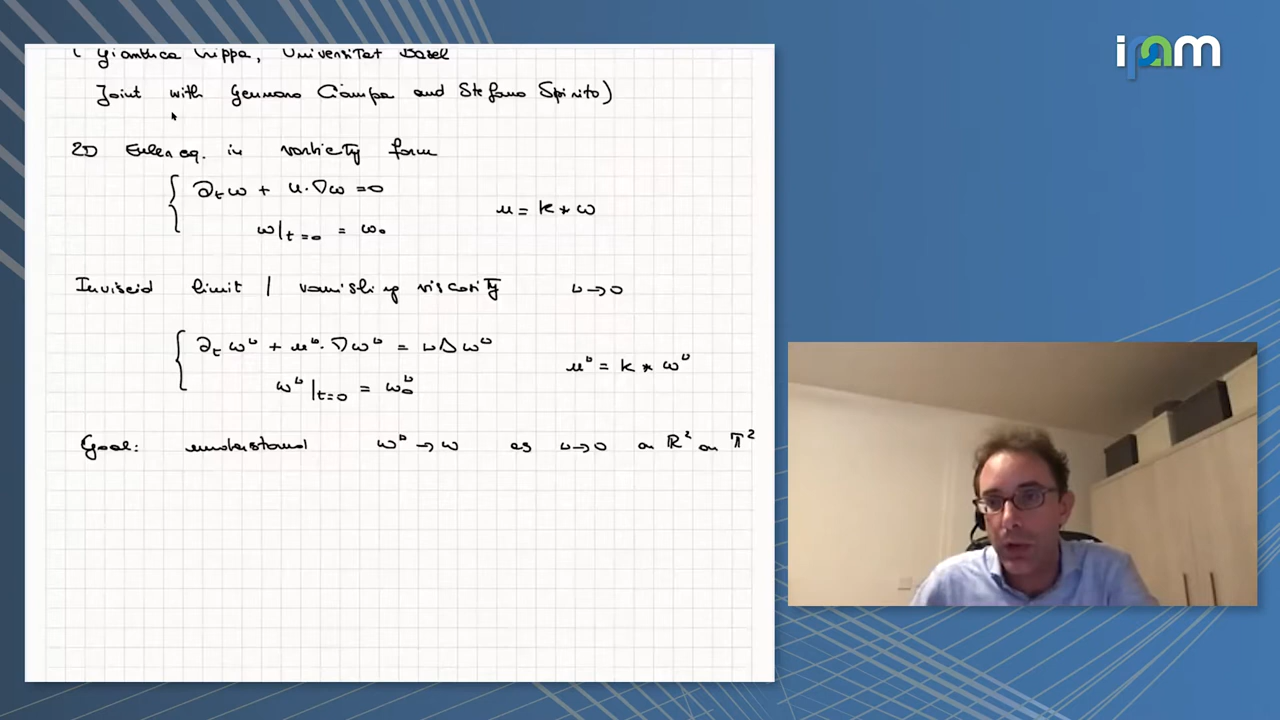 (Gianluca Crippa, Universität Basel
Joint with Gennaro Ciampa and Stefano Spirito)
2D Euler eq. in vorticity form
∂ₜω + u·∇ω = 0
u = K * ω
ω|ₜ₌₀ = ω₀
Inviscid limit / vanishing viscosity ν→0
∂ₜω^ν + u^ν·∇ω^ν = νΔω^ν
u^ν = K * ω^ν
ω^ν|ₜ₌₀ = ω₀^ν
Goal: understand ω^ν → ω as ν→0 on ℝ² or 𝕋²
ipam